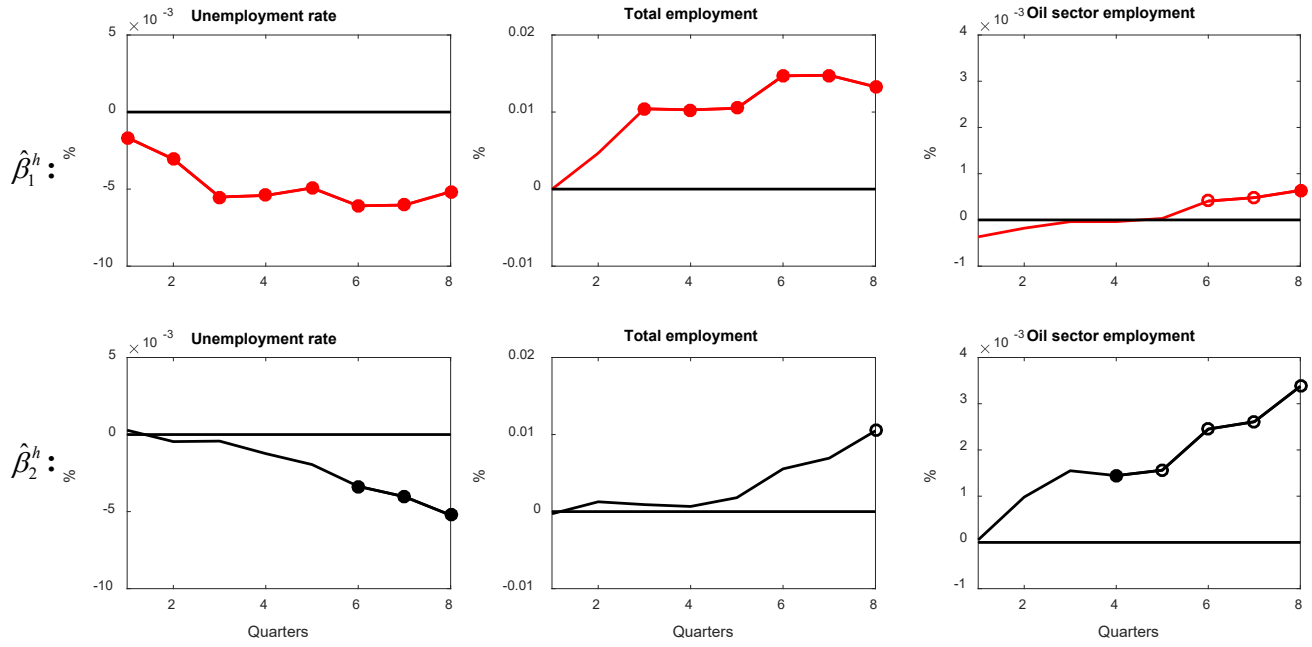 Unemployment rate
× 10 -3
5
0
-5
-10
%
2 4 6 8
Total employment
0.02
0.01
0
-0.01
%
2 4 6 8
Oil sector employment
× 10 -3
4
3
2
1
0
-1
%
2 4 6 8
β̂₁ʰ:
Unemployment rate
× 10 -3
5
0
-5
-10
%
2 4 6 8
Quarters
Total employment
0.02
0.01
0
-0.01
%
2 4 6 8
Quarters
Oil sector employment
× 10 -3
4
3
2
1
0
-1
%
2 4 6 8
Quarters
β̂₂ʰ: